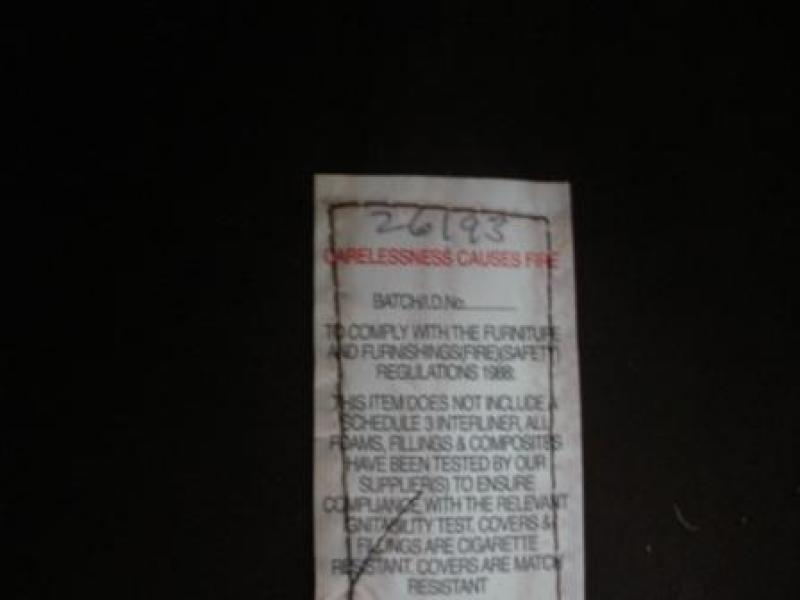 26193
CARELESSNESS CAUSES FIRE
BATCH/I.D.No.
TO COMPLY WITH THE FURNITURE
AND FURNISHINGS(FIRE)(SAFETY)
REGULATIONS 1988:
THIS ITEM DOES NOT INCLUDE A
SCHEDULE 3 INTERLINER, ALL
FOAMS, FILLINGS & COMPOSITES
HAVE BEEN TESTED BY OUR
SUPPLIER(S) TO ENSURE
COMPLIANCE WITH THE RELEVANT
IGNITABILITY TEST. COVERS &
FILLINGS ARE CIGARETTE
RESISTANT. COVERS ARE MATCH
RESISTANT